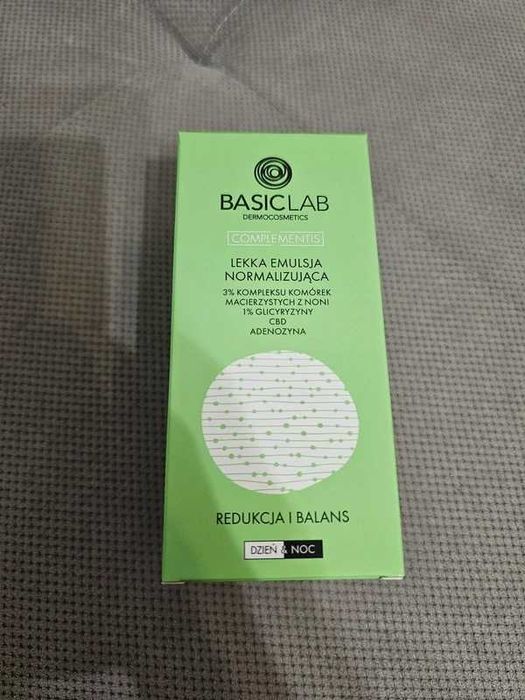 BASICLAB
DERMOCOSMETICS
COMPLEMENTIS
LEKKA EMULSJA
NORMALIZUJĄCA
3% KOMPLEKSU KOMÓREK
MACIERZYSTYCH Z NONI
1% GLICYRYZYNY
CBD
ADENOZYNA
REDUKCJA I BALANS
DZIEŃ & NOC